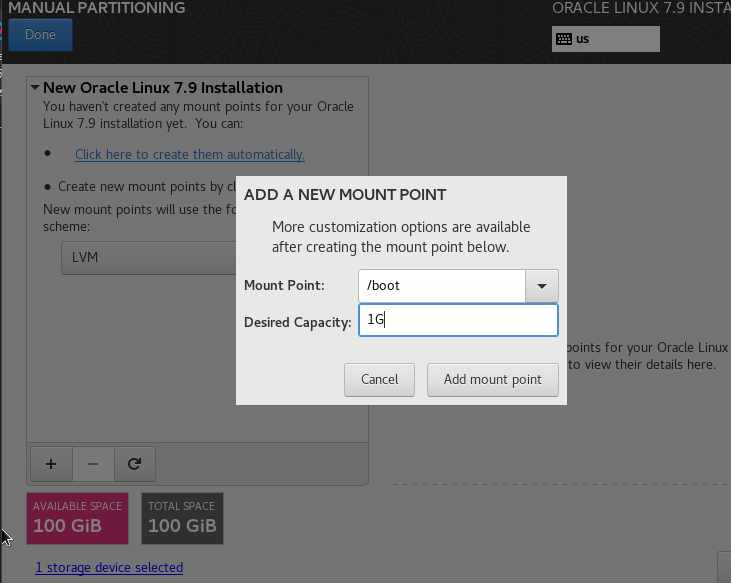 MANUAL PARTITIONING
ORACLE LINUX 7.9 INSTA
Done
us
New Oracle Linux 7.9 Installation
You haven't created any mount points for your Oracle
Linux 7.9 installation yet. You can:
• Click here to create them automatically.
• Create new mount points by cl
New mount points will use the fo
scheme:
LVM
ADD A NEW MOUNT POINT
More customization options are available
after creating the mount point below.
Mount Point: /boot
Desired Capacity: 1G
Cancel Add mount point
points for your Oracle Linux
to view their details here.
+ −
AVAILABLE SPACE
100 GiB
TOTAL SPACE
100 GiB
1 storage device selected